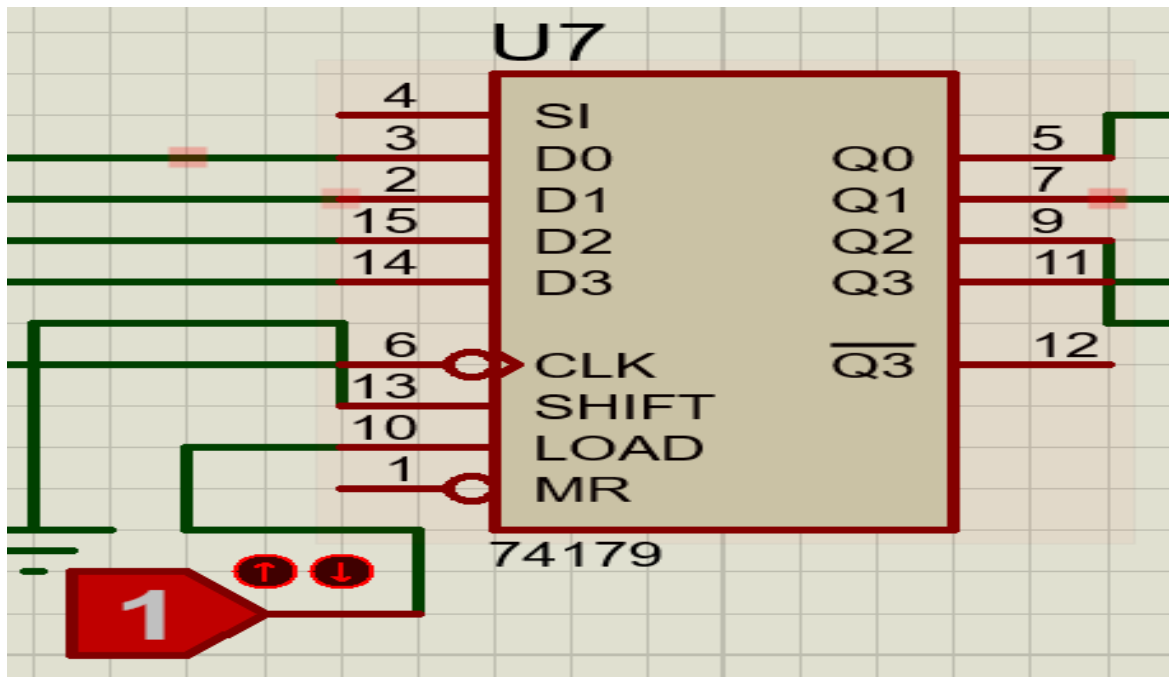 U7
4 SI
3 D0 Q0 5
2 D1 Q1 7
15 D2 Q2 9
14 D3 Q3 11
6 CLK Q3 12
13 SHIFT
10 LOAD
1 MR
74179
1